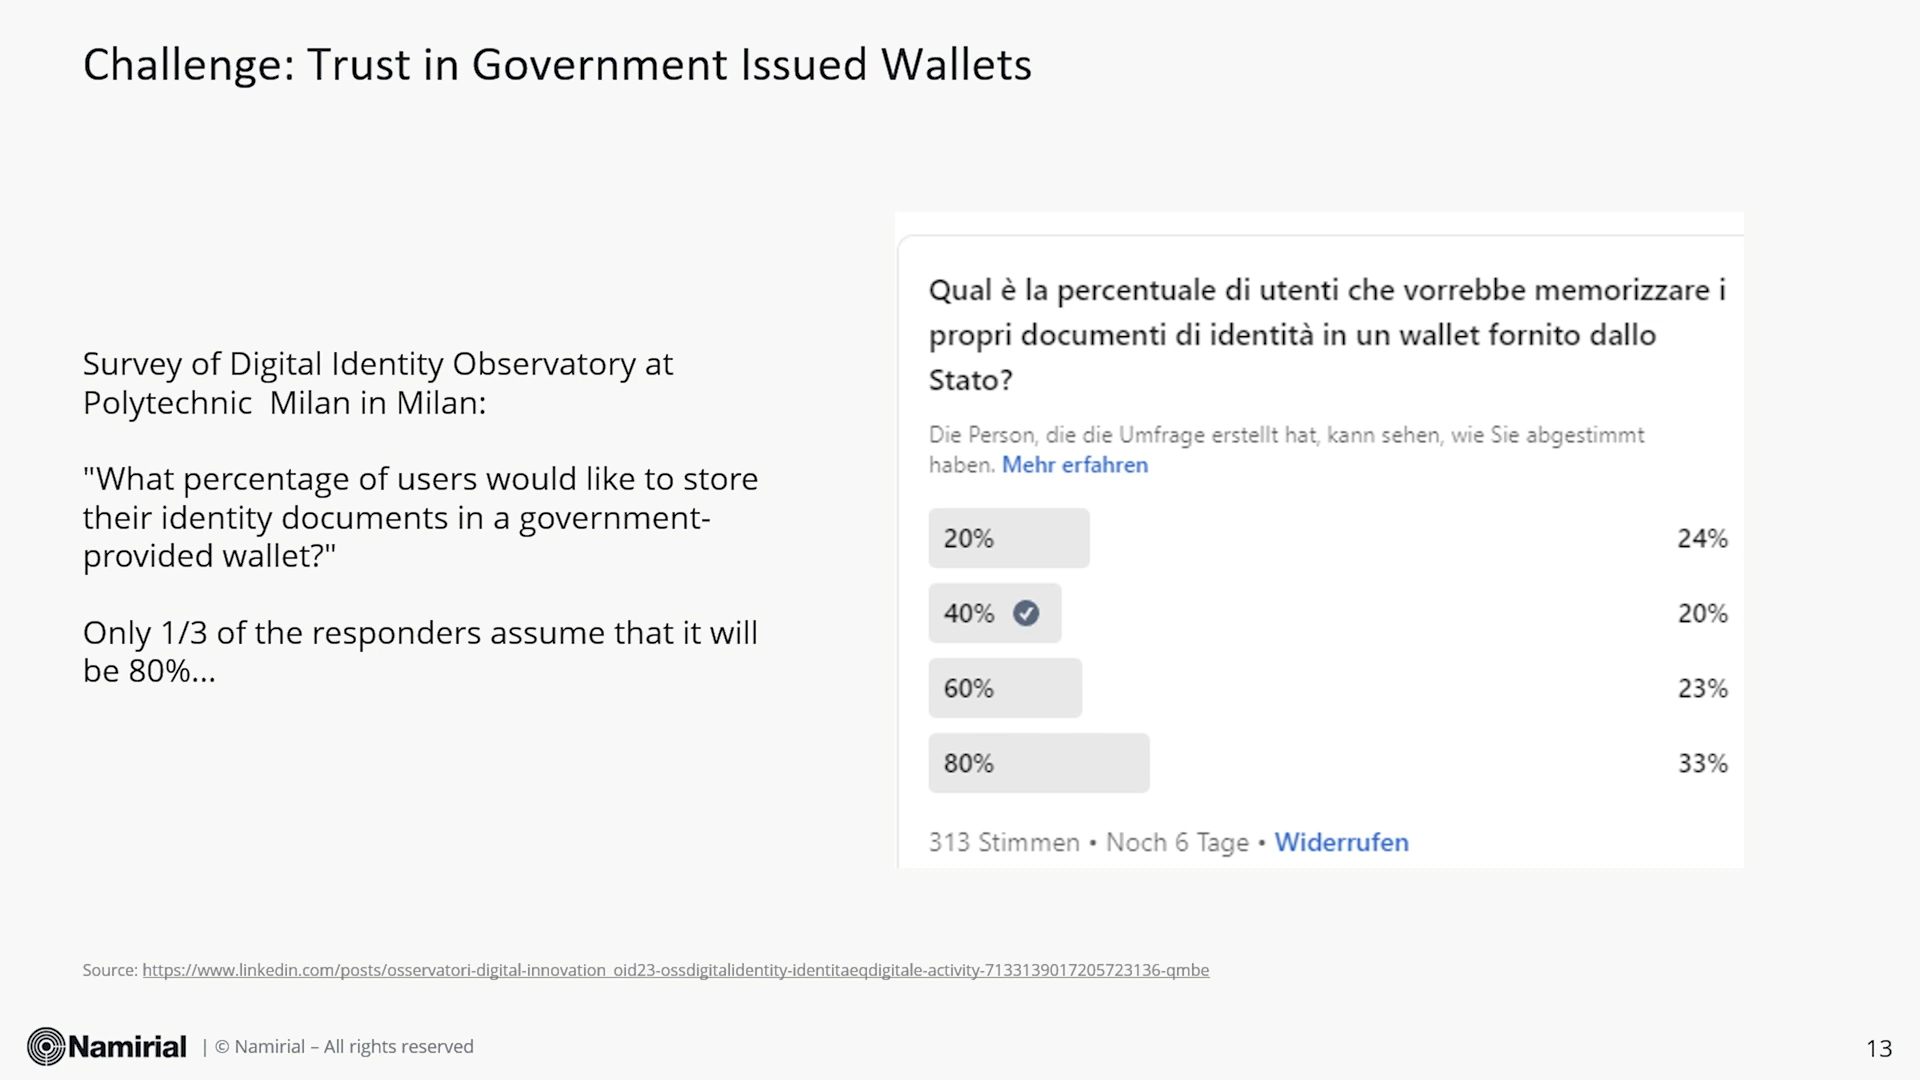 Challenge: Trust in Government Issued Wallets
Survey of Digital Identity Observatory at
Polytechnic  Milan in Milan:
"What percentage of users would like to store
their identity documents in a government-
provided wallet?"
Only 1/3 of the responders assume that it will
be 80%...
Qual è la percentuale di utenti che vorrebbe memorizzare i
propri documenti di identità in un wallet fornito dallo
Stato?
Die Person, die die Umfrage erstellt hat, kann sehen, wie Sie abgestimmt
haben. Mehr erfahren
20% 24%
40% 20%
60% 23%
80% 33%
313 Stimmen • Noch 6 Tage • Widerrufen
Source: https://www.linkedin.com/posts/osservatori-digital-innovation_oid23-ossdigitalidentity-identitaeqdigitale-activity-7133139017205723136-qmbe
Namirial | © Namirial – All rights reserved
13